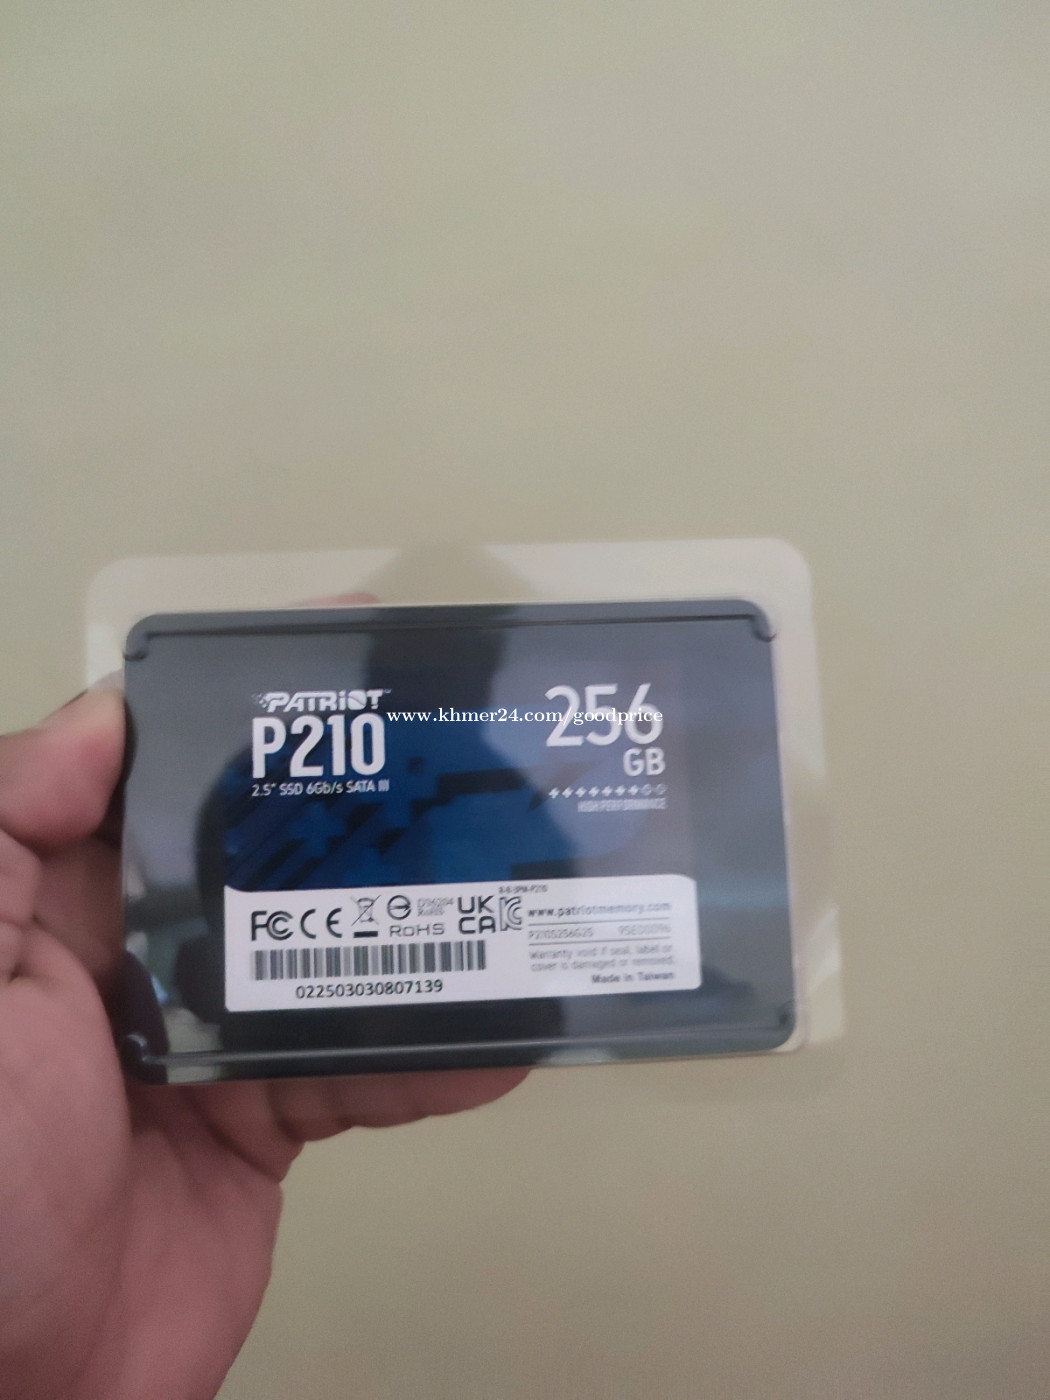 PATRiOT
P210
2.5" SSD 6Gb/s SATA III
256
GB
HIGH PERFORMANCE
www.khmer24.com/goodprice
FC CE
RoHS
UK
CA
www.patriotmemory.com
P210S256G25
Warranty void if seal, label or
cover is damaged or removed.
Made in Taiwan
022503030807139